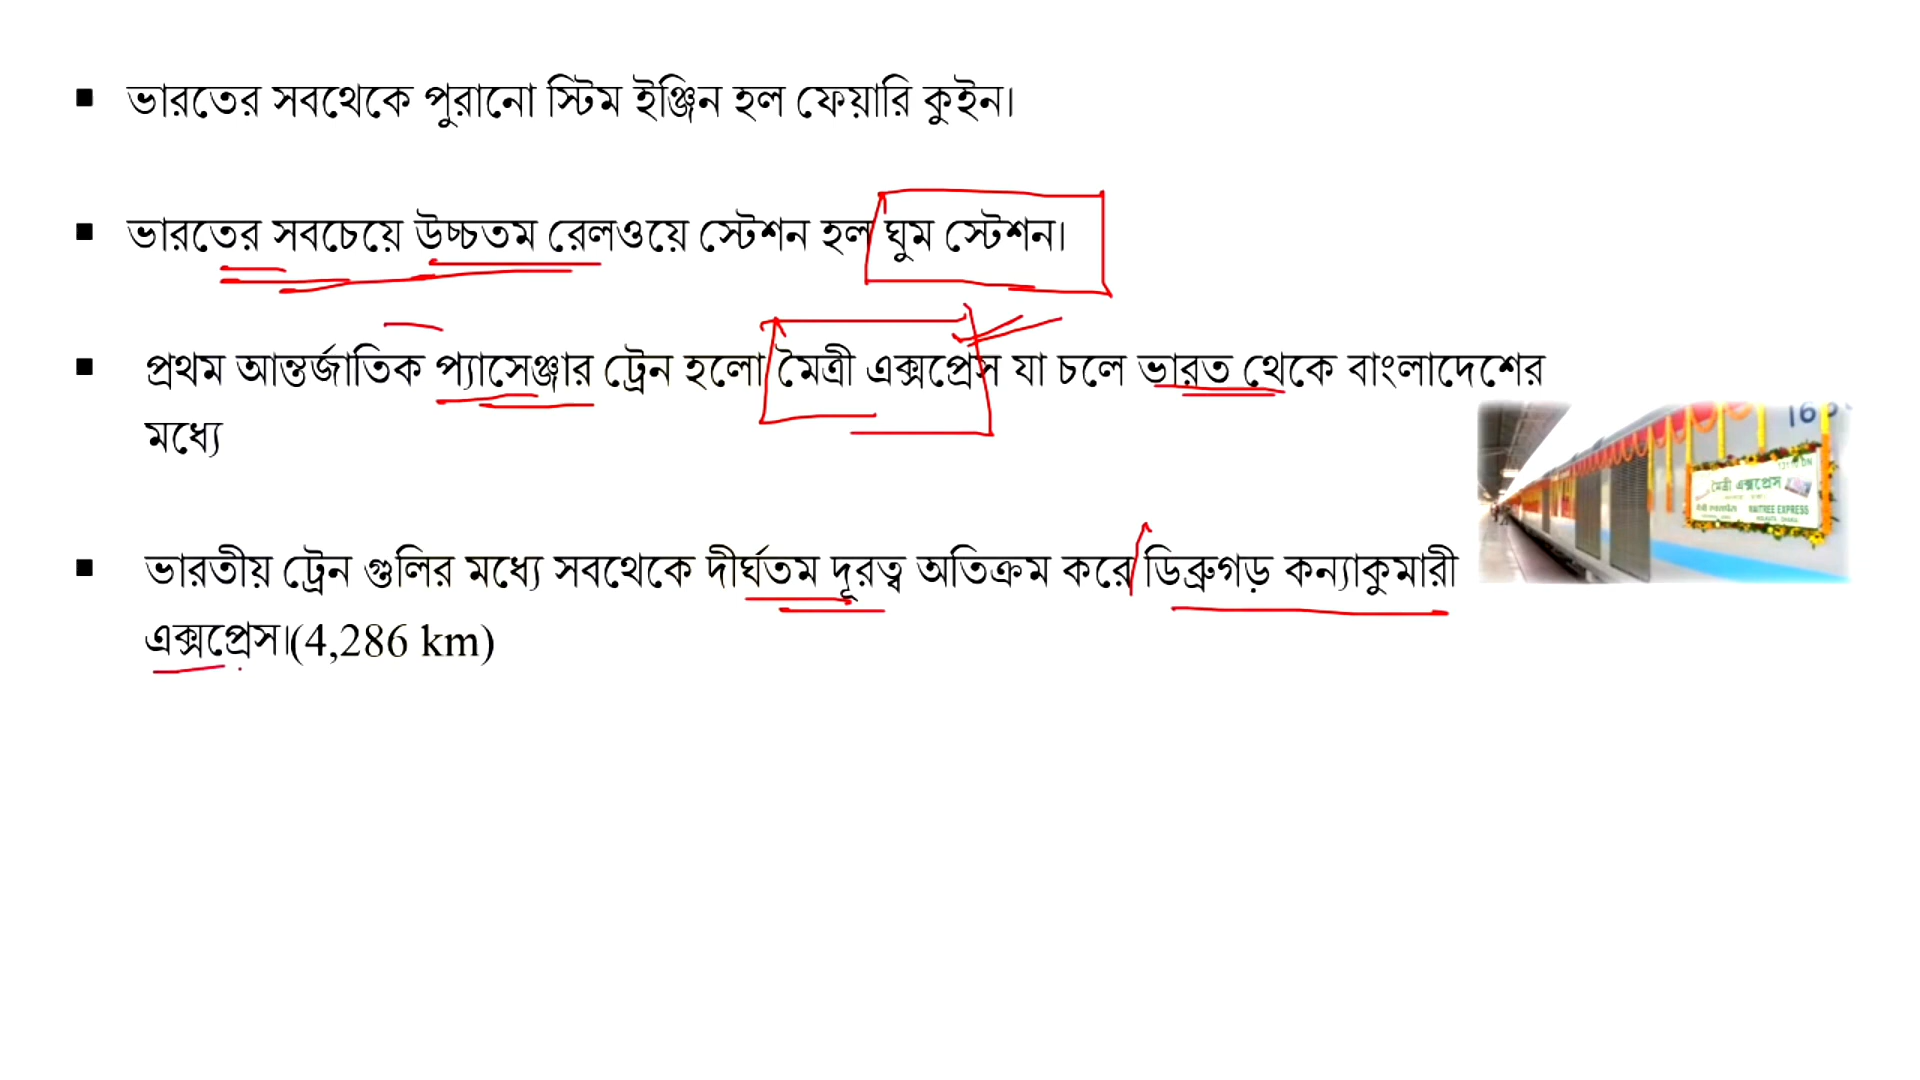 ভারতের সবথেকে পুরানো স্টিম ইঞ্জিন হল ফেয়ারি কুইন।
ভারতের সবচেয়ে উচ্চতম রেলওয়ে স্টেশন হল ঘুম স্টেশন।
প্রথম আন্তর্জাতিক প্যাসেঞ্জার ট্রেন হলো মৈত্রী এক্সপ্রেস যা চলে ভারত থেকে বাংলাদেশের
মধ্যে
মৈত্রী এক্সপ্রেস
MAITREE EXPRESS
ভারতীয় ট্রেন গুলির মধ্যে সবথেকে দীর্ঘতম দূরত্ব অতিক্রম করে ডিব্রুগড় কন্যাকুমারী
এক্সপ্রেস।(4,286 km)